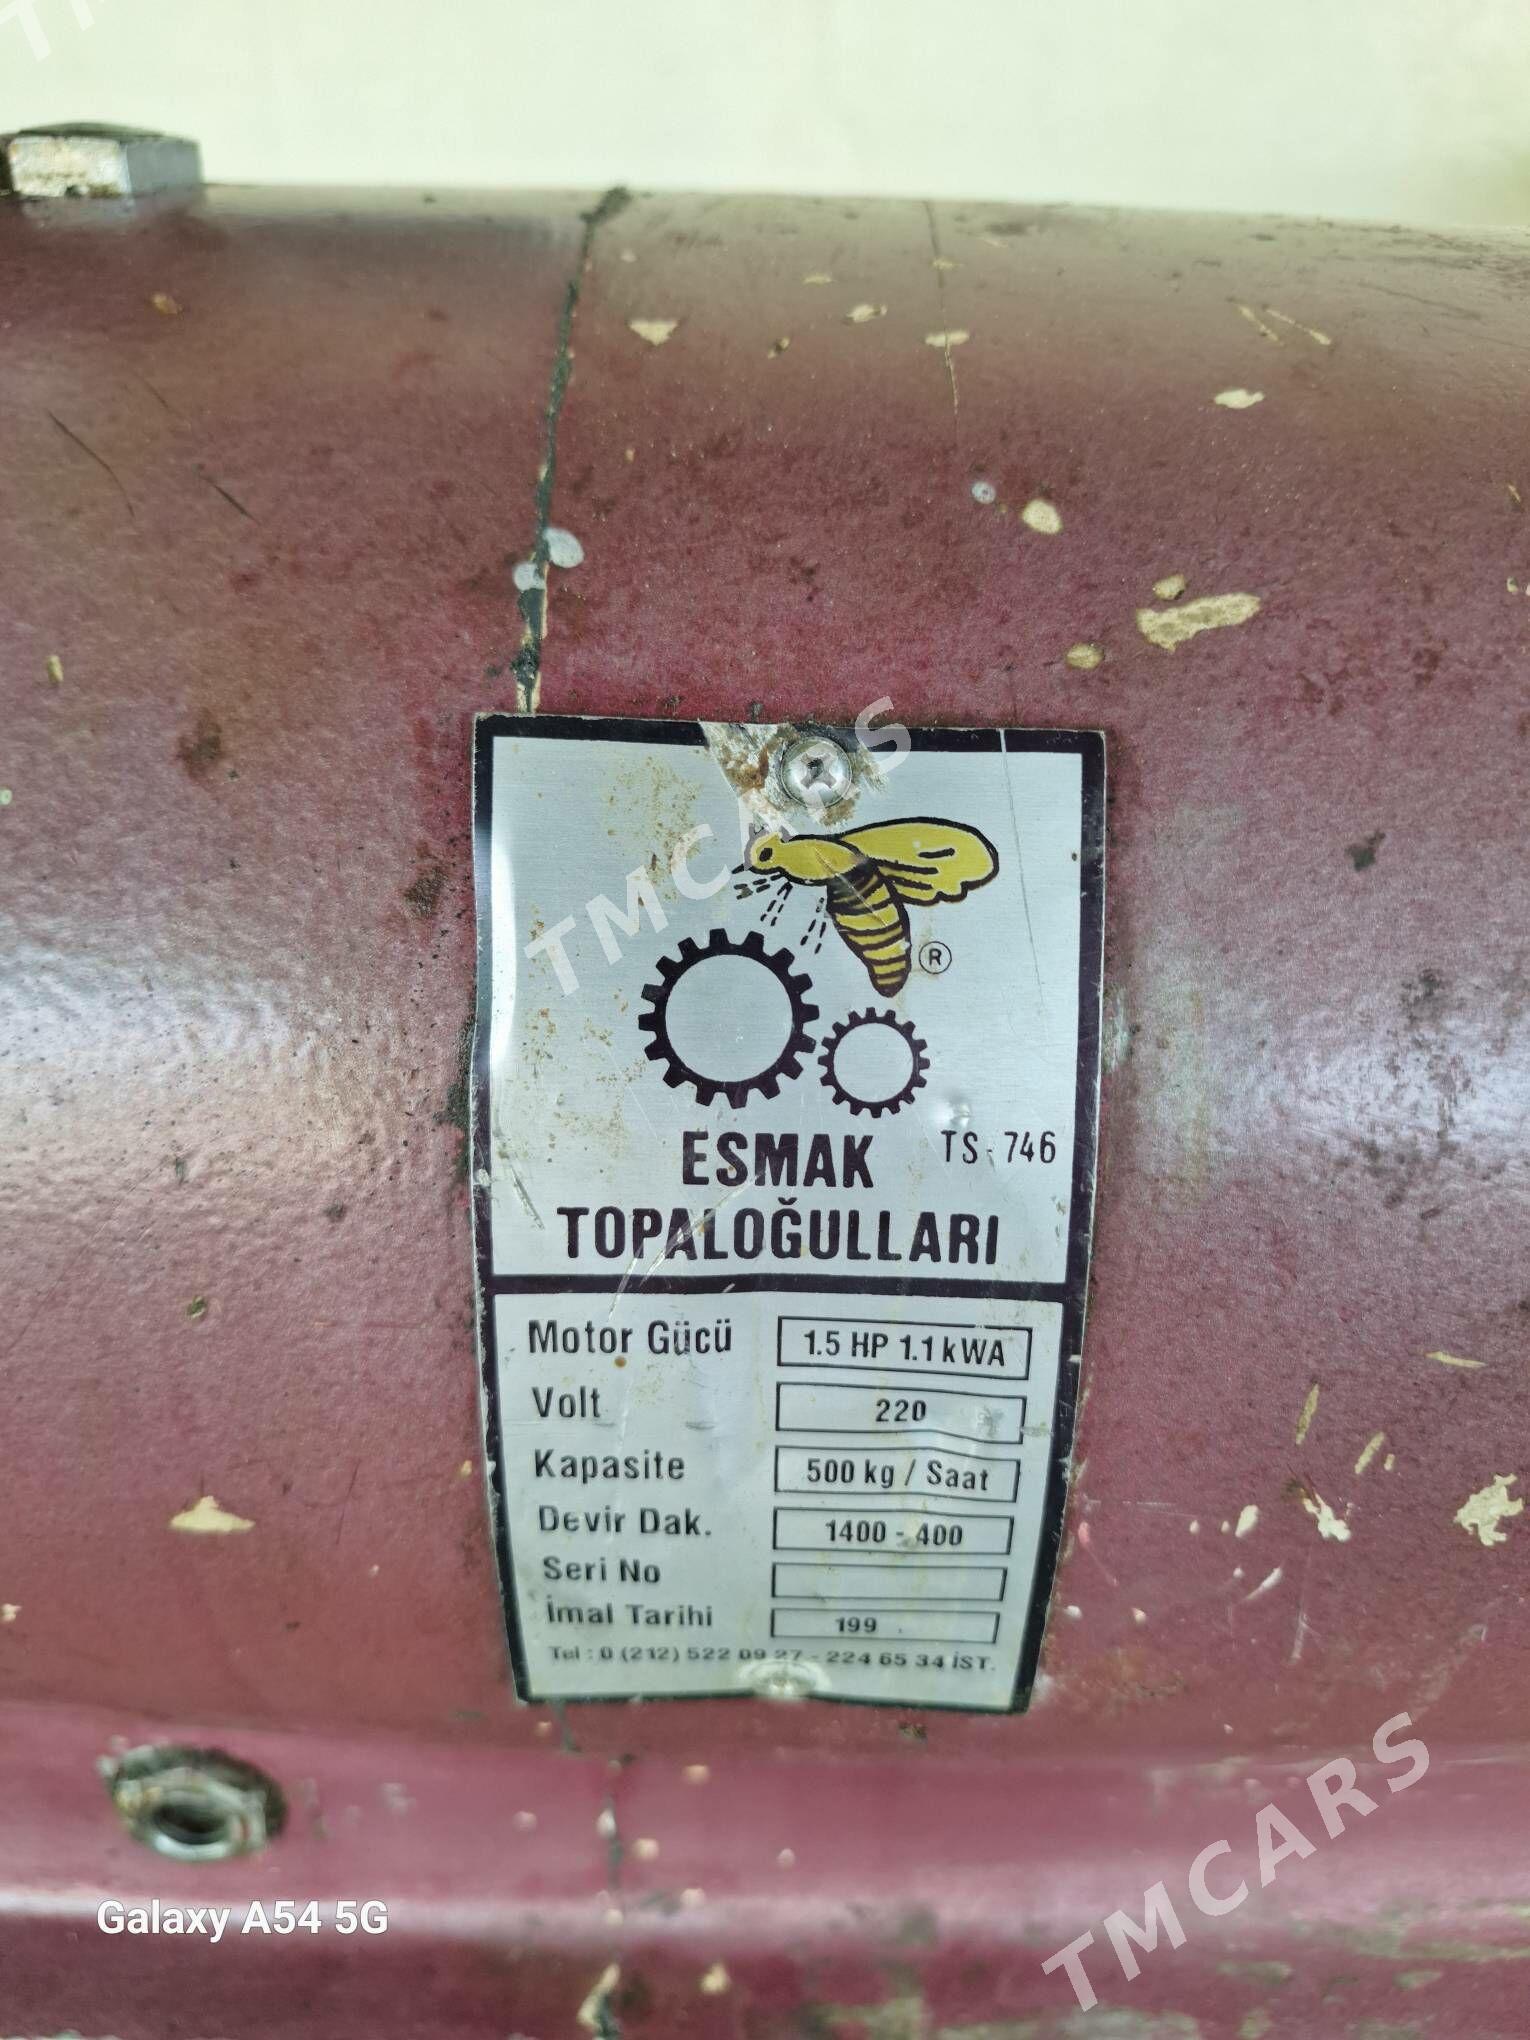 TMCARS
®
ESMAK TS-746
TOPALOĞULLARI
Motor Gücü 1.5 HP 1.1 kWA
Volt 220
Kapasite 500 kg / Saat
Devir Dak. 1400 - 400
Seri No
İmal Tarihi 199
Tel : 0 (212) 522 09 27 - 224 65 34 İST.
Galaxy A54 5G
TMCARS